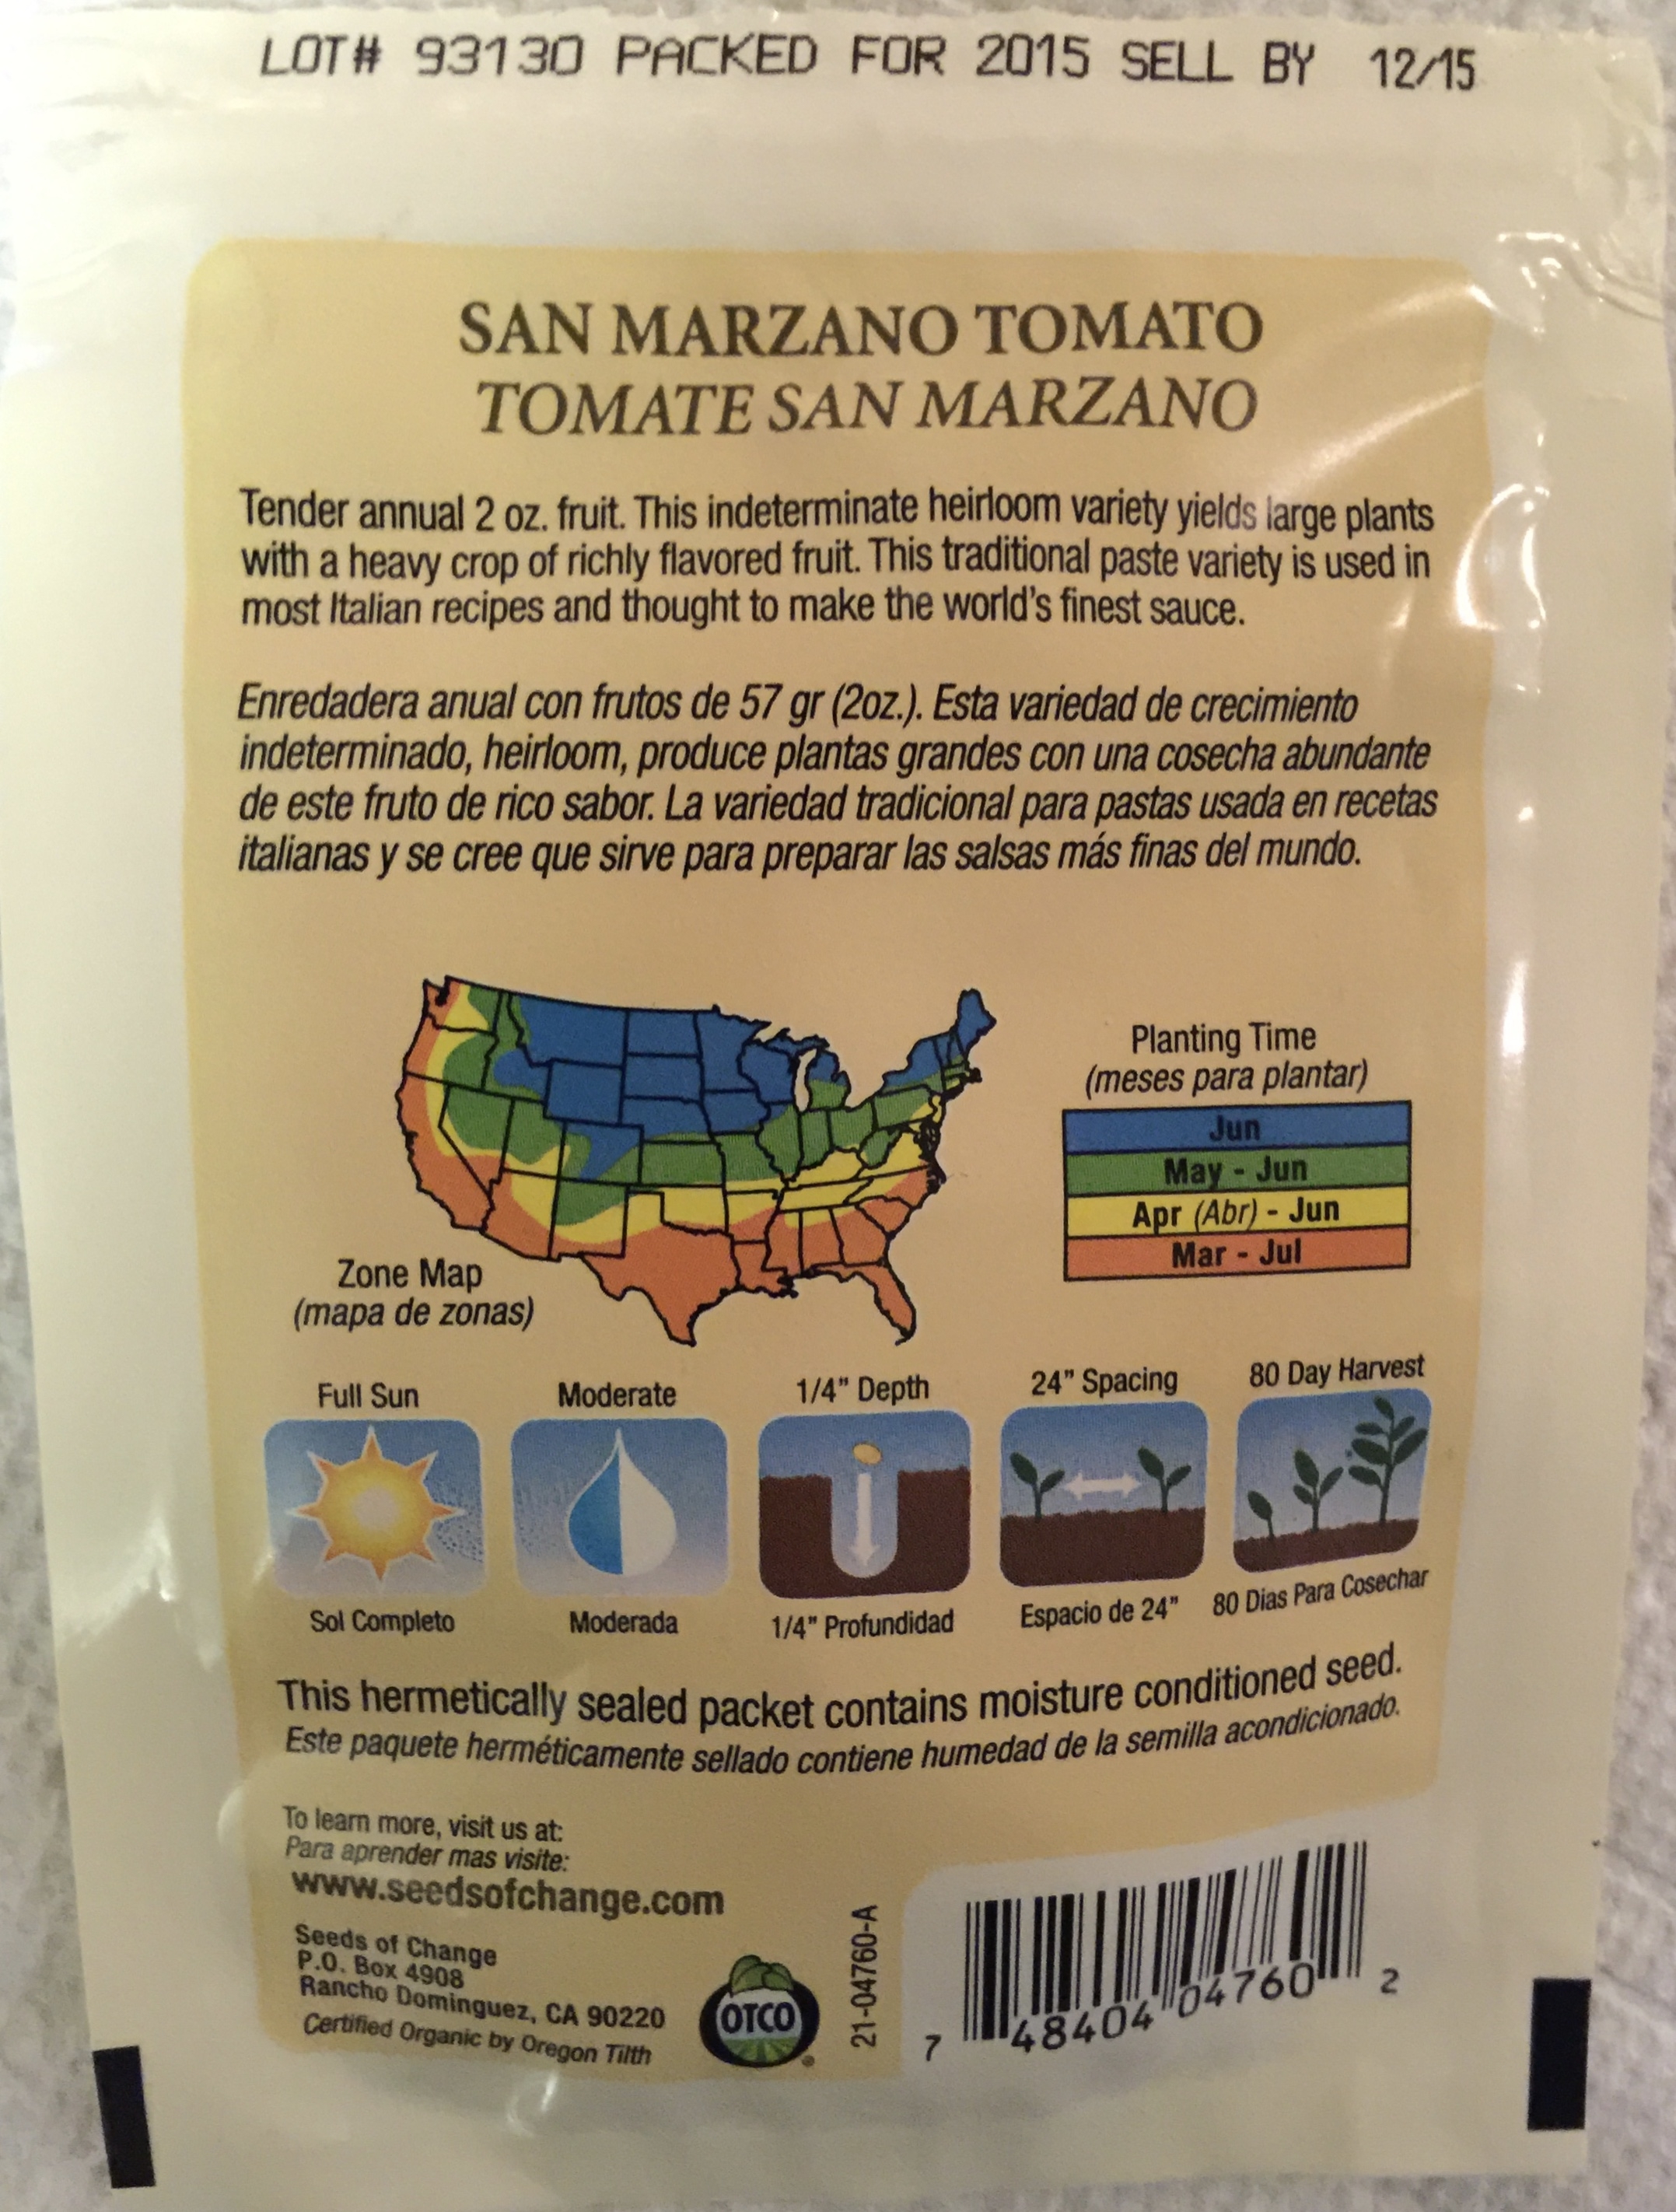 LOT# 93130 PACKED FOR 2015 SELL BY 12/15
SAN MARZANO TOMATO
TOMATE SAN MARZANO
Tender annual 2 oz. fruit. This indeterminate heirloom variety yields large plants
with a heavy crop of richly flavored fruit. This traditional paste variety is used in
most Italian recipes and thought to make the world's finest sauce.
Enredadera anual con frutos de 57 gr (2oz.). Esta variedad de crecimiento
indeterminado, heirloom, produce plantas grandes con una cosecha abundante
de este fruto de rico sabor. La variedad tradicional para pastas usada en recetas
italianas y se cree que sirve para preparar las salsas más finas del mundo.
Planting Time
(meses para plantar)
Jun
May - Jun
Apr (Abr) - Jun
Mar - Jul
Zone Map
(mapa de zonas)
Full Sun
Sol Completo
Moderate
Moderada
1/4" Depth
1/4" Profundidad
24" Spacing
Espacio de 24"
80 Day Harvest
80 Dias Para Cosechar
This hermetically sealed packet contains moisture conditioned seed.
Este paquete herméticamente sellado contiene humedad de la semilla acondicionado.
To learn more, visit us at:
Para aprender mas visite:
www.seedsofchange.com
Seeds of Change
P.O. Box 4908
Rancho Dominguez, CA 90220
Certified Organic by Oregon Tilth
OTCO
®
21-04760-A
7 48404 04760 2